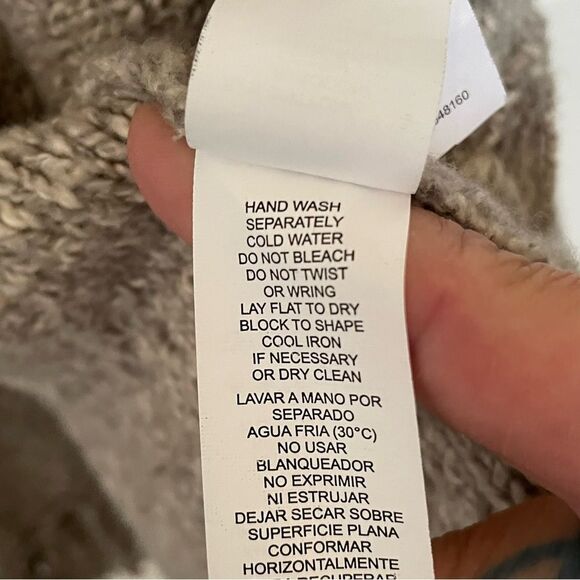 HAND WASH
SEPARATELY
COLD WATER
DO NOT BLEACH
DO NOT TWIST
OR WRING
LAY FLAT TO DRY
BLOCK TO SHAPE
COOL IRON
IF NECESSARY
OR DRY CLEAN
LAVAR A MANO POR
SEPARADO
AGUA FRIA (30°C)
NO USAR
BLANQUEADOR
NO EXPRIMIR
NI ESTRUJAR
DEJAR SECAR SOBRE
SUPERFICIE PLANA
CONFORMAR
HORIZONTALMENTE
RECUPERAR
48160